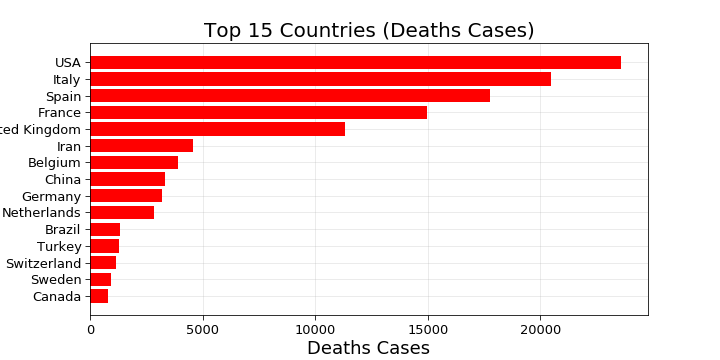 Top 15 Countries (Deaths Cases)
USA
Italy
Spain
France
ted Kingdom
Iran
Belgium
China
Germany
Netherlands
Brazil
Turkey
Switzerland
Sweden
Canada
0 5000 10000 15000 20000
Deaths Cases